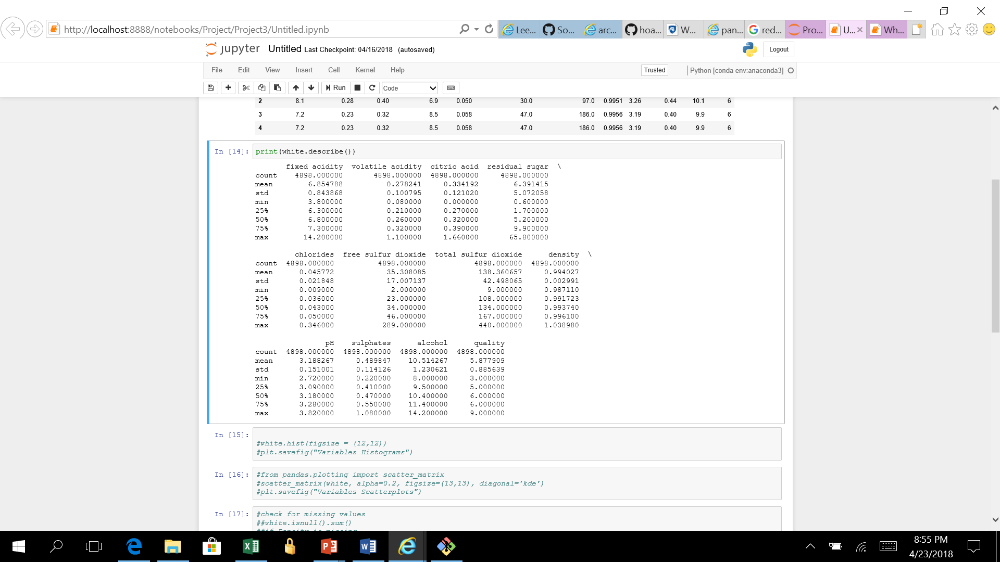 http://localhost:8888/notebooks/Project/Project3/Untitled.ipynb
Lee... So... arc... hoa... W... pan... red... Pro... U... Wh...
jupyter Untitled Last Checkpoint: 04/16/2018 (autosaved) Logout
File Edit View Insert Cell Kernel Help Trusted Python [conda env:anaconda3]
Run Code
2 8.1 0.28 0.40 6.9 0.050 30.0 97.0 0.9951 3.26 0.44 10.1 6
3 7.2 0.23 0.32 8.5 0.058 47.0 186.0 0.9956 3.19 0.40 9.9 6
4 7.2 0.23 0.32 8.5 0.058 47.0 186.0 0.9956 3.19 0.40 9.9 6
In [14]: print(white.describe())
fixed acidity volatile acidity citric acid residual sugar \
count 4898.000000 4898.000000 4898.000000 4898.000000
mean 6.854788 0.278241 0.334192 6.391415
std 0.843868 0.100795 0.121020 5.072058
min 3.800000 0.080000 0.000000 0.600000
25% 6.300000 0.210000 0.270000 1.700000
50% 6.800000 0.260000 0.320000 5.200000
75% 7.300000 0.320000 0.390000 9.900000
max 14.200000 1.100000 1.660000 65.800000
chlorides free sulfur dioxide total sulfur dioxide density \
count 4898.000000 4898.000000 4898.000000 4898.000000
mean 0.045772 35.308085 138.360657 0.994027
std 0.021848 17.007137 42.498065 0.002991
min 0.009000 2.000000 9.000000 0.987110
25% 0.036000 23.000000 108.000000 0.991723
50% 0.043000 34.000000 134.000000 0.993740
75% 0.050000 46.000000 167.000000 0.996100
max 0.346000 289.000000 440.000000 1.038980
pH sulphates alcohol quality
count 4898.000000 4898.000000 4898.000000 4898.000000
mean 3.188267 0.489847 10.514267 5.877909
std 0.151001 0.114126 1.230621 0.885639
min 2.720000 0.220000 8.000000 3.000000
25% 3.090000 0.410000 9.500000 5.000000
50% 3.180000 0.470000 10.400000 6.000000
75% 3.280000 0.550000 11.400000 6.000000
max 3.820000 1.080000 14.200000 9.000000
In [15]:
#white.hist(figsize = (12,12))
#plt.savefig("Variables Histograms")
In [16]: #from pandas.plotting import scatter_matrix
#scatter_matrix(white, alpha=0.2, figsize=(13,13), diagonal='kde')
#plt.savefig("Variables Scatterplots")
In [17]: #check for missing values
##white.isnull().sum()
8:55 PM
4/23/2018